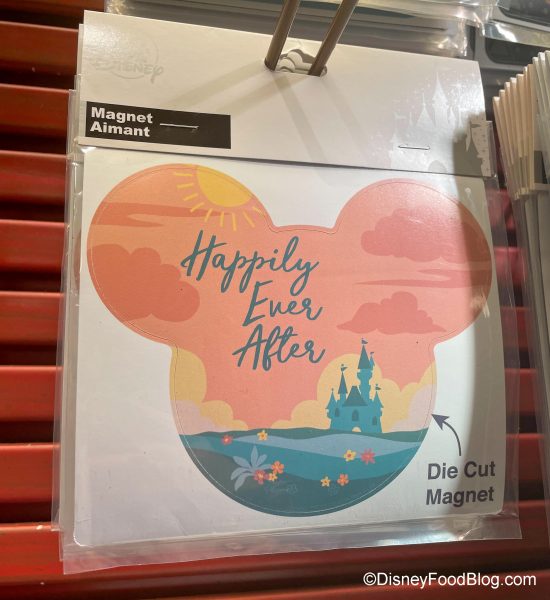 Disney
Magnet
Aimant
Happily
Ever
After
Die Cut
Magnet
©DisneyFoodBlog.com